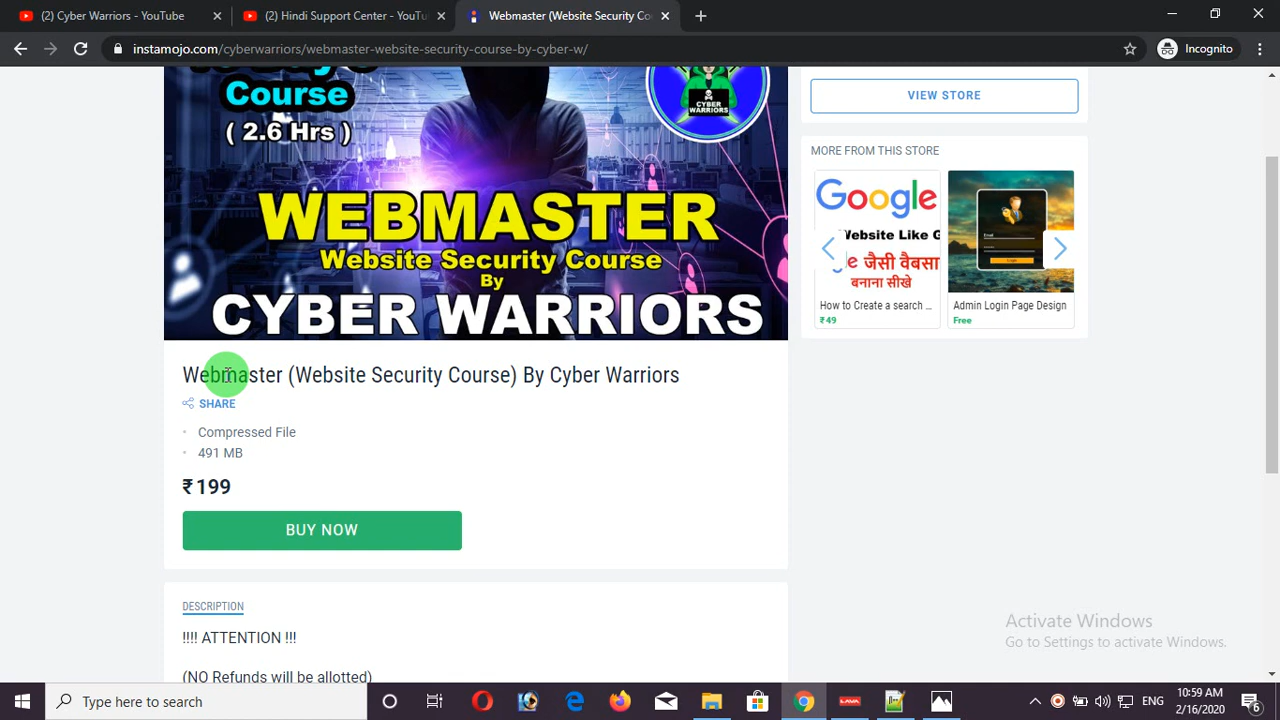 (2) Cyber Warriors - YouTube
(2) Hindi Support Center - YouTu
Webmaster (Website Security Co
instamojo.com/cyberwarriors/webmaster-website-security-course-by-cyber-w/
Incognito
Course
( 2.6 Hrs )
CYBER
WARRIORS
WEBMASTER
Website Security Course
By
CYBER WARRIORS
Webmaster (Website Security Course) By Cyber Warriors
SHARE
Compressed File
491 MB
₹199
BUY NOW
DESCRIPTION
!!!! ATTENTION !!!
(NO Refunds will be allotted)
VIEW STORE
MORE FROM THIS STORE
Google
Website Like G
जैसी वैबसा
बनाना सीखे
How to Create a search ...
₹49
Email
Login
Admin Login Page Design
Free
Activate Windows
Go to Settings to activate Windows.
Type here to search
LAVA
ENG
10:59 AM
2/16/2020
6